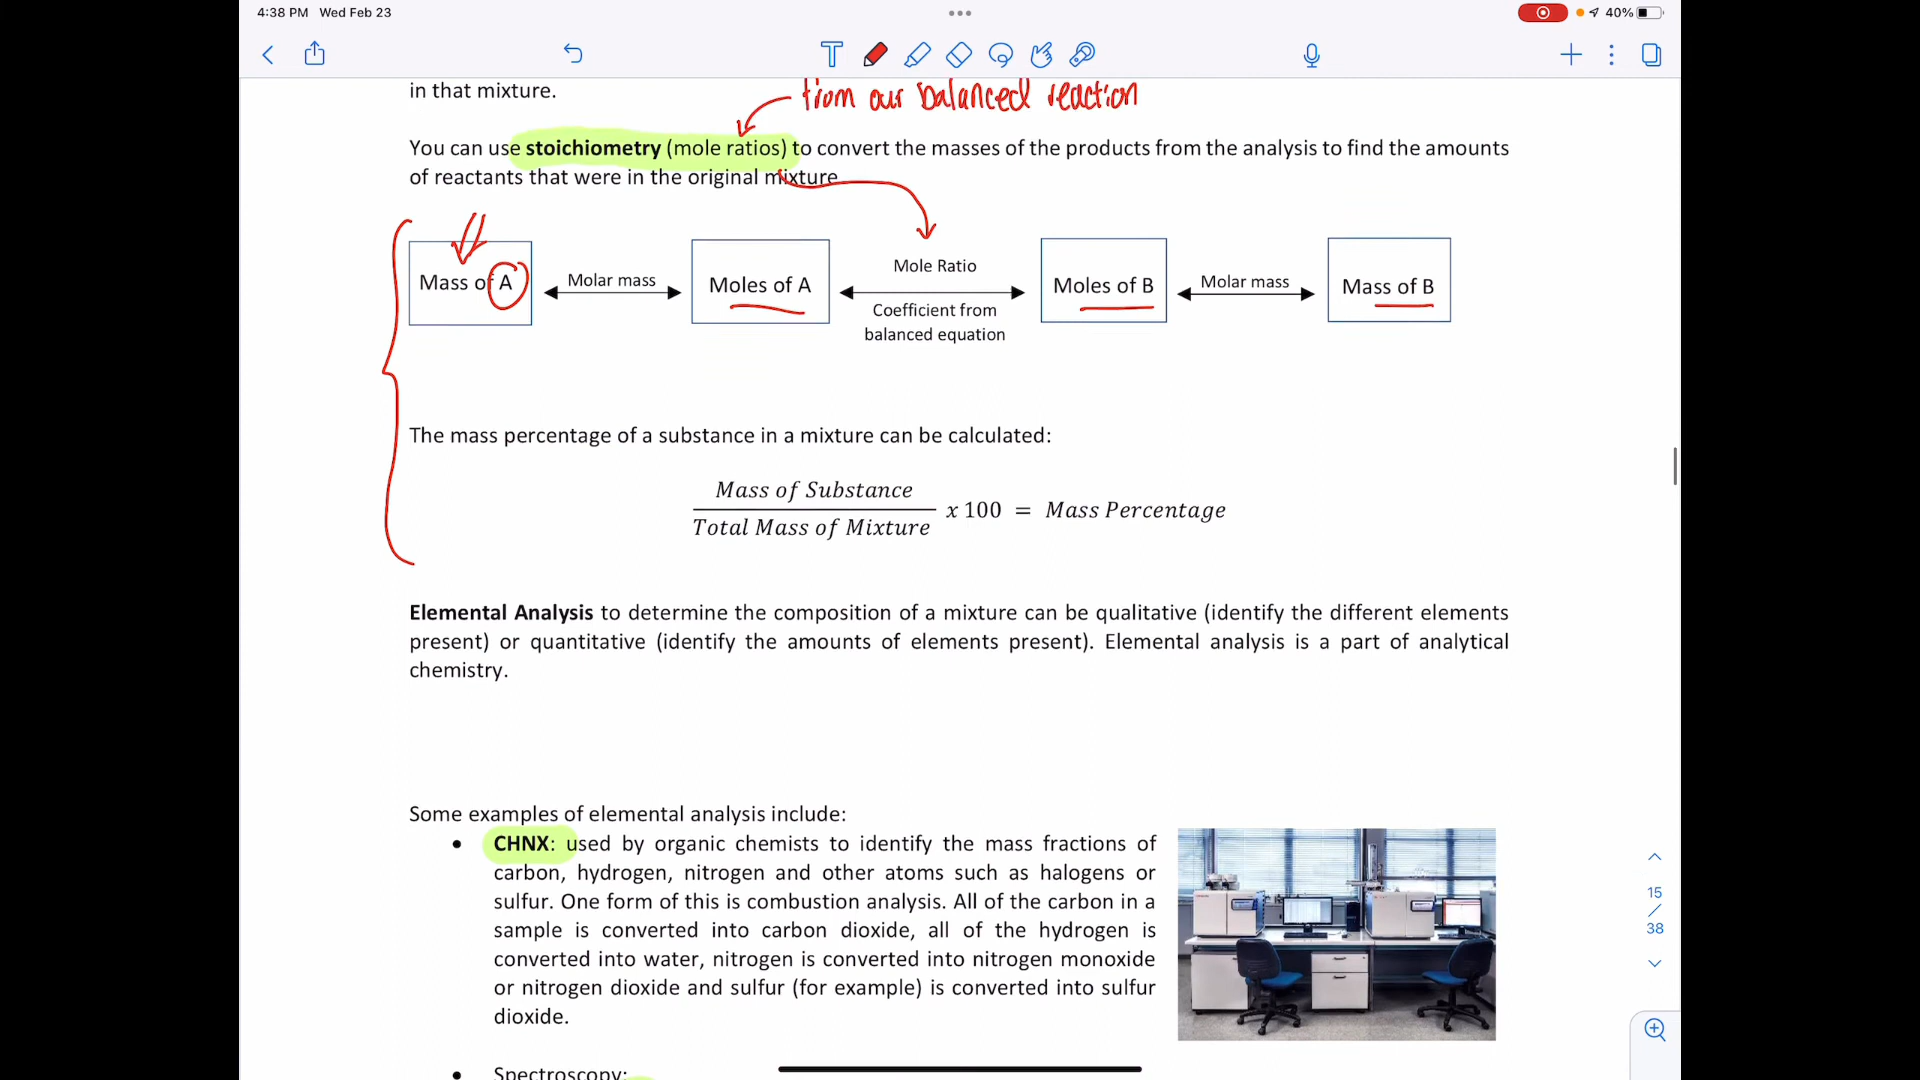 4:38 PM Wed Feb 23
40%
in that mixture.
from our balanced reaction
You can use stoichiometry (mole ratios) to convert the masses of the products from the analysis to find the amounts
of reactants that were in the original mixture
Mass of A
Molar mass
Moles of A
Mole Ratio
Coefficient from
balanced equation
Moles of B
Molar mass
Mass of B
The mass percentage of a substance in a mixture can be calculated:
Mass of Substance
Total Mass of Mixture
x 100 = Mass Percentage
Elemental Analysis to determine the composition of a mixture can be qualitative (identify the different elements
present) or quantitative (identify the amounts of elements present). Elemental analysis is a part of analytical
chemistry.
Some examples of elemental analysis include:
• CHNX: used by organic chemists to identify the mass fractions of
carbon, hydrogen, nitrogen and other atoms such as halogens or
sulfur. One form of this is combustion analysis. All of the carbon in a
sample is converted into carbon dioxide, all of the hydrogen is
converted into water, nitrogen is converted into nitrogen monoxide
or nitrogen dioxide and sulfur (for example) is converted into sulfur
dioxide.
• Spectroscopy:
15
/
38